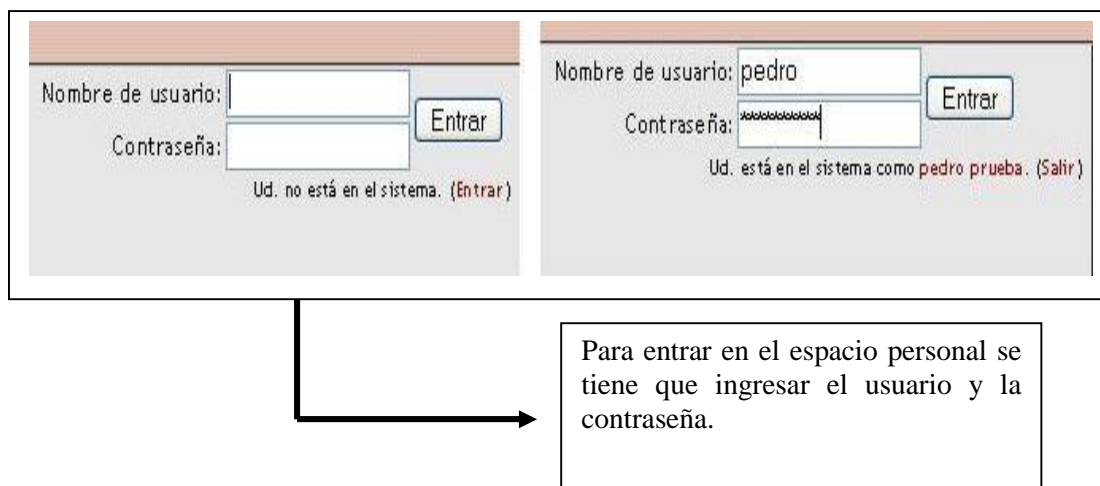 Nombre de usuario:
Contraseña:
Entrar
Ud. no está en el sistema. (Entrar)
Nombre de usuario: pedro
Contraseña: ***********
Entrar
Ud. está en el sistema como pedro prueba. (Salir)
Para entrar en el espacio personal se
tiene que ingresar el usuario y la
contraseña.